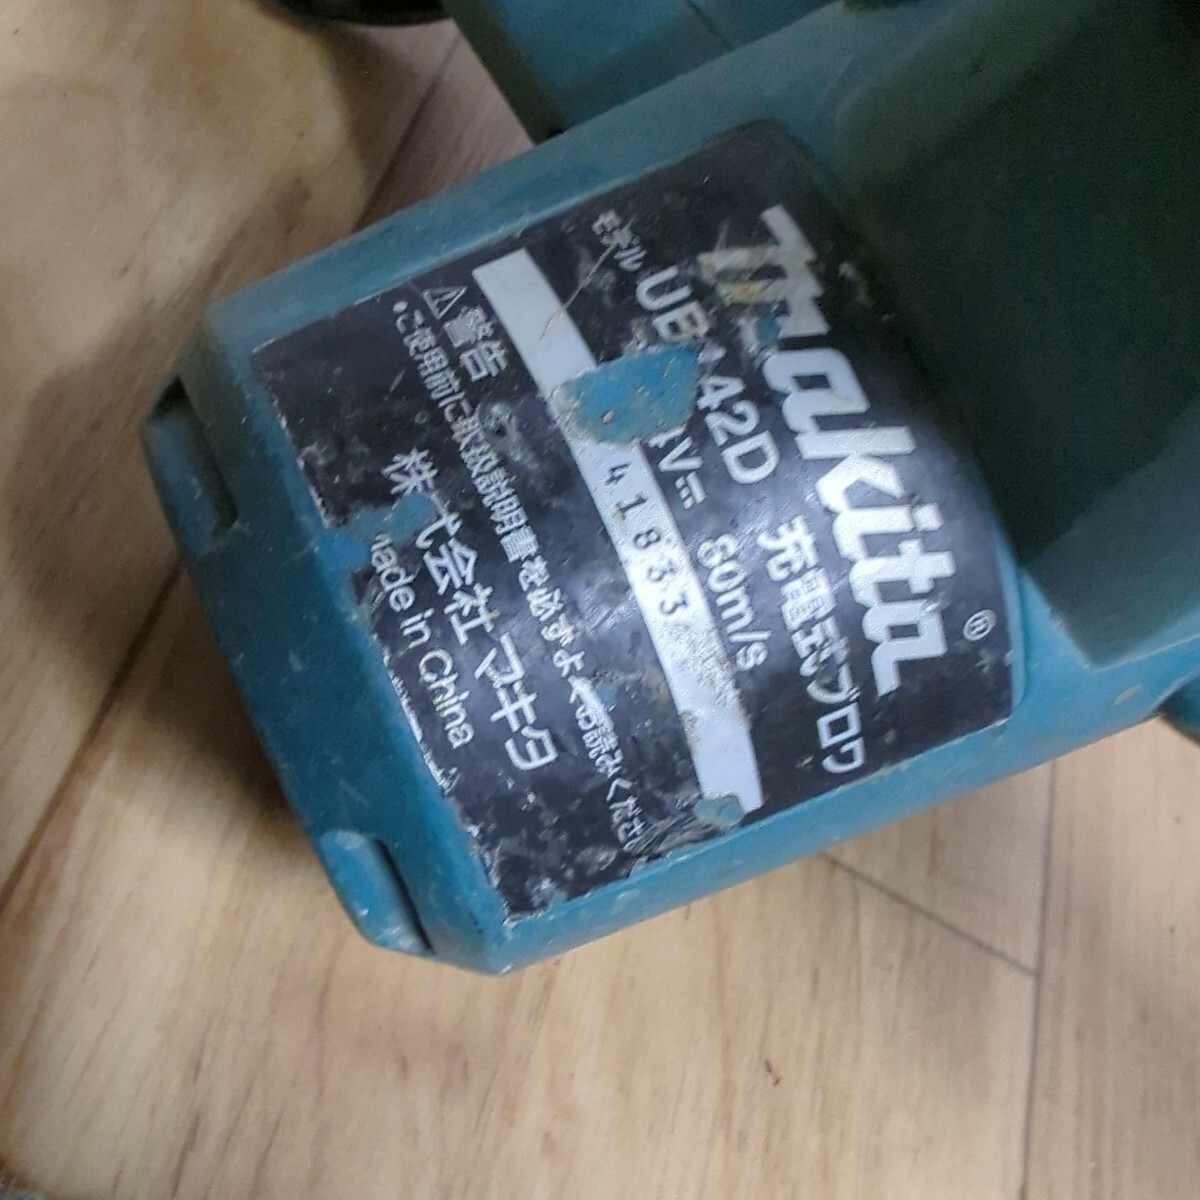 Makita®
モデル UB142D 充電式ブロワ
V⎓ 80m/s
41833
⚠警告
•ご使用前に取扱説明書を必ずよくお読みください
株式会社マキタ
Made in China